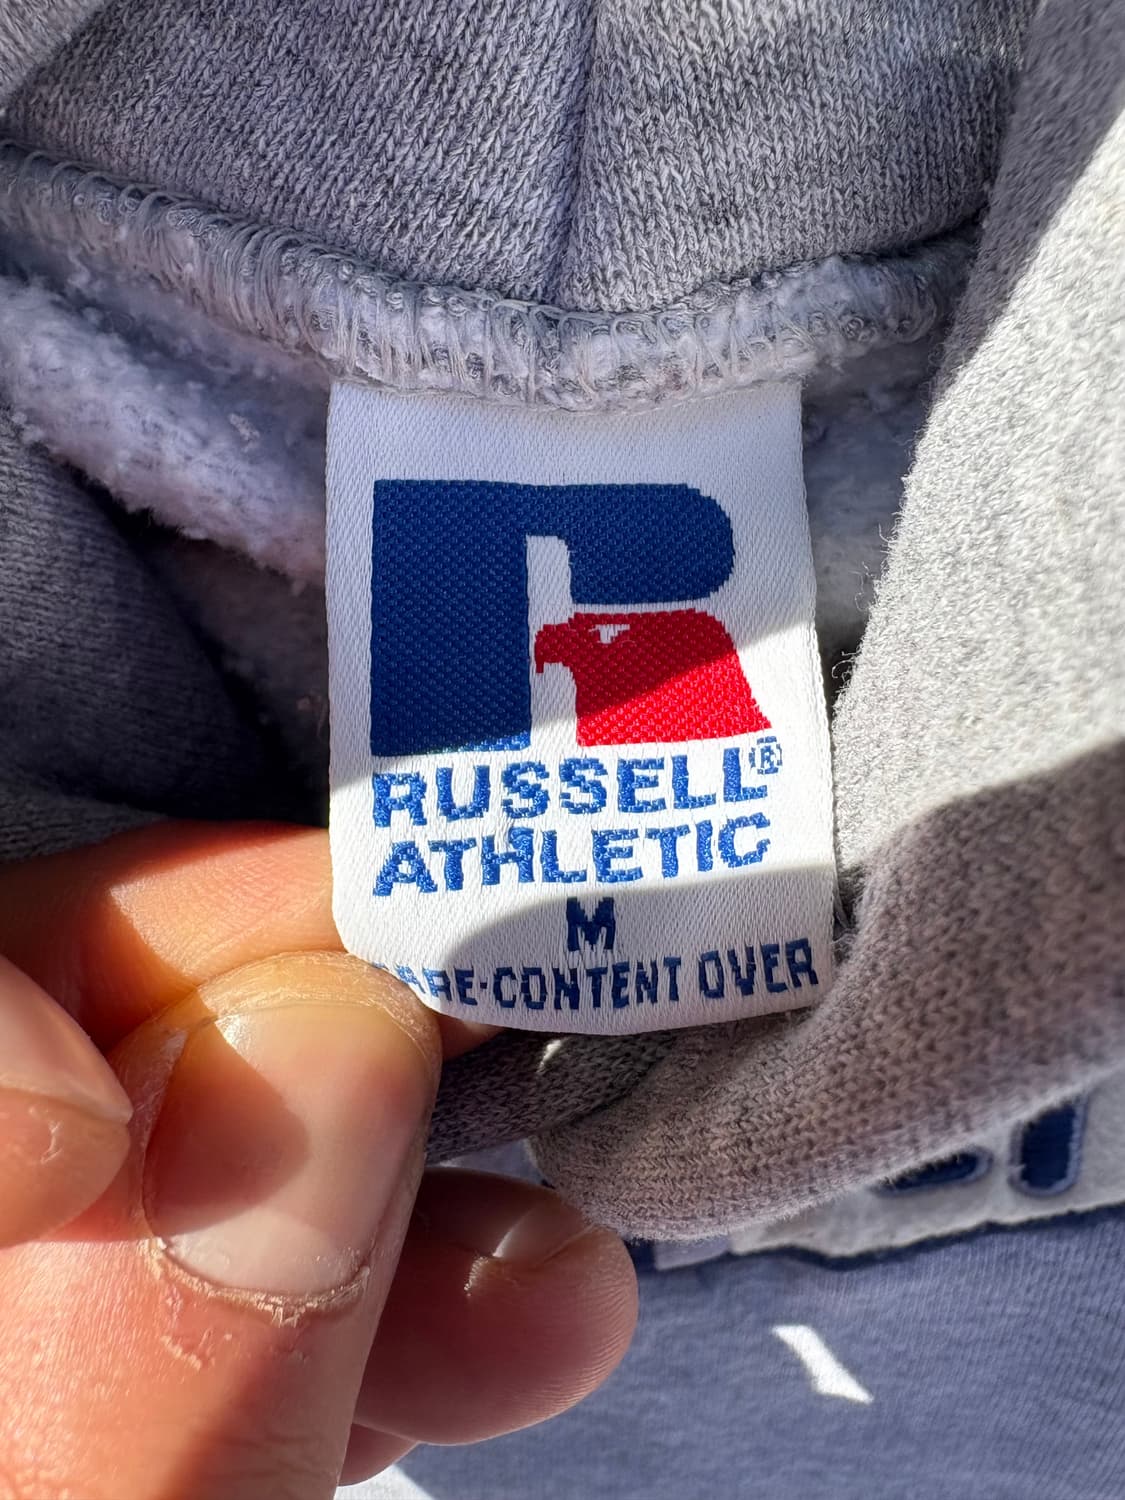 RUSSELL®
ATHLETIC
M
CARE-CONTENT OVER